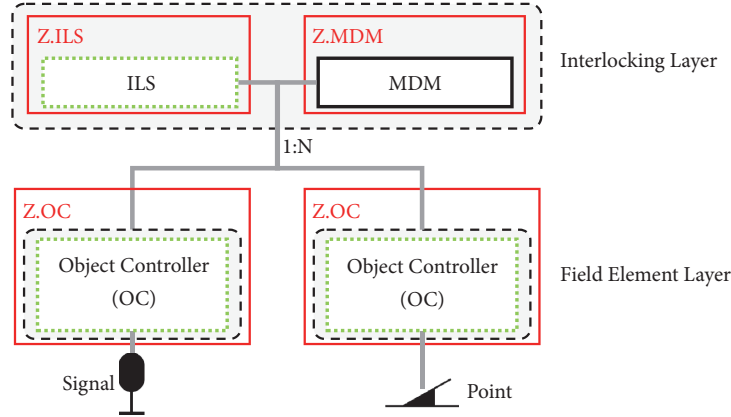 Z.ILS
Z.MDM
ILS
MDM
Interlocking Layer
1:N
Z.OC
Z.OC
Object Controller
(OC)
Object Controller
(OC)
Field Element Layer
Signal
Point